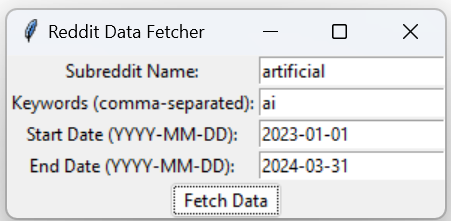 Reddit Data Fetcher
Subreddit Name: artificial
Keywords (comma-separated): ai
Start Date (YYYY-MM-DD): 2023-01-01
End Date (YYYY-MM-DD): 2024-03-31
Fetch Data